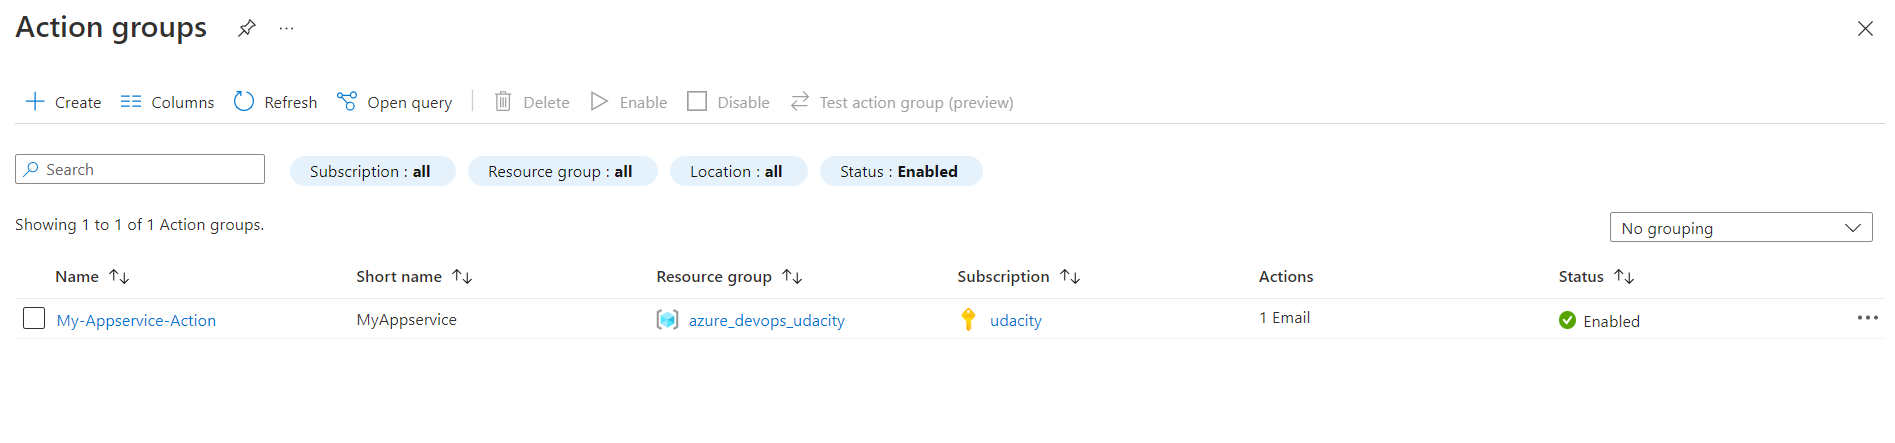 Action groups
Create Columns Refresh Open query Delete Enable Disable Test action group (preview)
Search Subscription : all Resource group : all Location : all Status : Enabled
Showing 1 to 1 of 1 Action groups.
No grouping
Name Short name Resource group Subscription Actions Status
My-Appservice-Action MyAppservice azure_devops_udacity udacity 1 Email Enabled